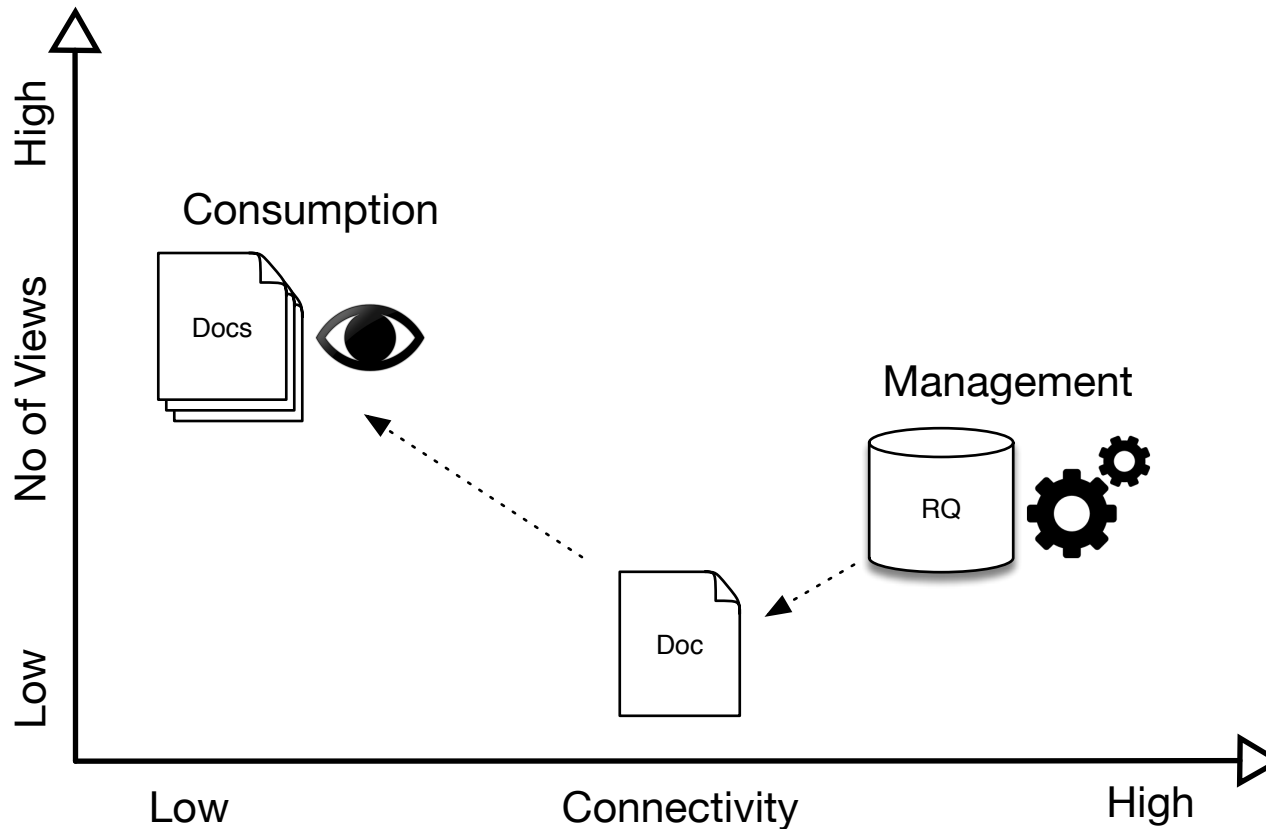 High
Consumption
Docs
No of Views
Management
RQ
Doc
Low
Low
Connectivity
High